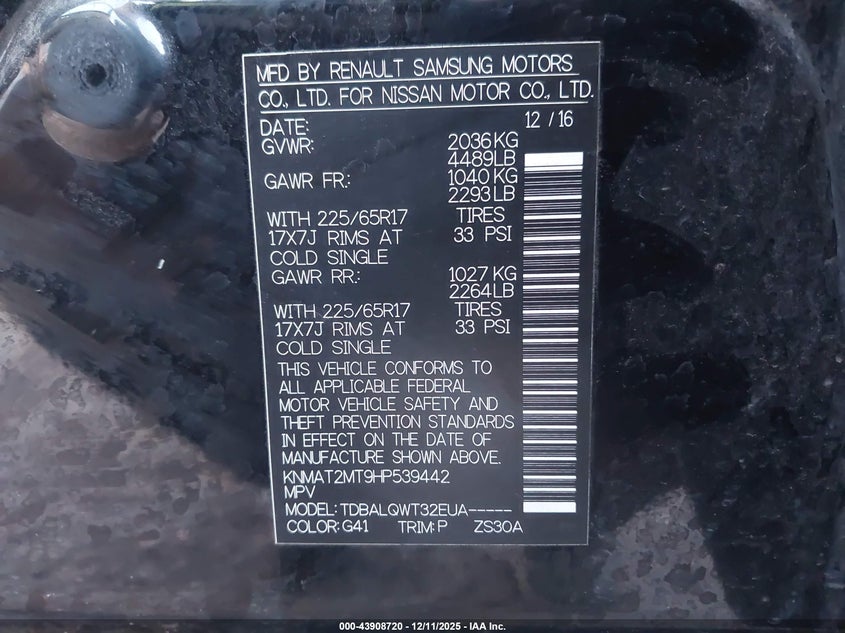 MFD BY RENAULT SAMSUNG MOTORS
CO., LTD. FOR NISSAN MOTOR CO., LTD.
DATE: 12 / 16
GVWR: 2036 KG
4489 LB
GAWR FR.: 1040 KG
2293 LB
WITH 225/65R17 TIRES
17X7J RIMS AT 33 PSI
COLD SINGLE
GAWR RR.: 1027 KG
2264 LB
WITH 225/65R17 TIRES
17X7J RIMS AT 33 PSI
COLD SINGLE
THIS VEHICLE CONFORMS TO
ALL APPLICABLE FEDERAL
MOTOR VEHICLE SAFETY AND
THEFT PREVENTION STANDARDS
IN EFFECT ON THE DATE OF
MANUFACTURE SHOWN ABOVE.
KNMAT2MT9HP539442
MPV
MODEL: TDBALQWT32EUA-----
COLOR: G41 TRIM: P ZS30A
000-43908720 - 12/11/2025 - IAA Inc.